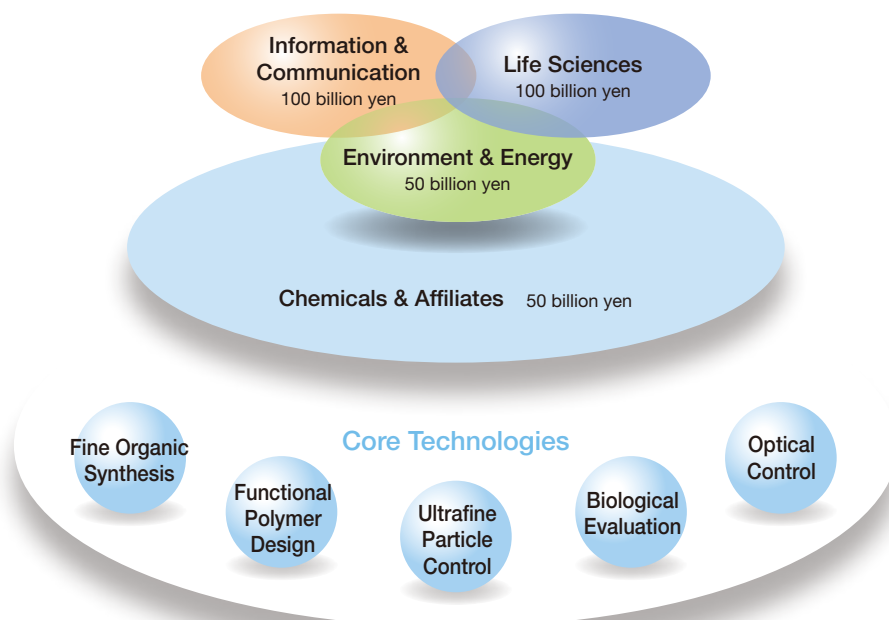 Information &
Communication
100 billion yen
Life Sciences
100 billion yen
Environment & Energy
50 billion yen
Chemicals & Affiliates 50 billion yen
Core Technologies
Fine Organic
Synthesis
Functional
Polymer
Design
Ultrafine
Particle
Control
Biological
Evaluation
Optical
Control